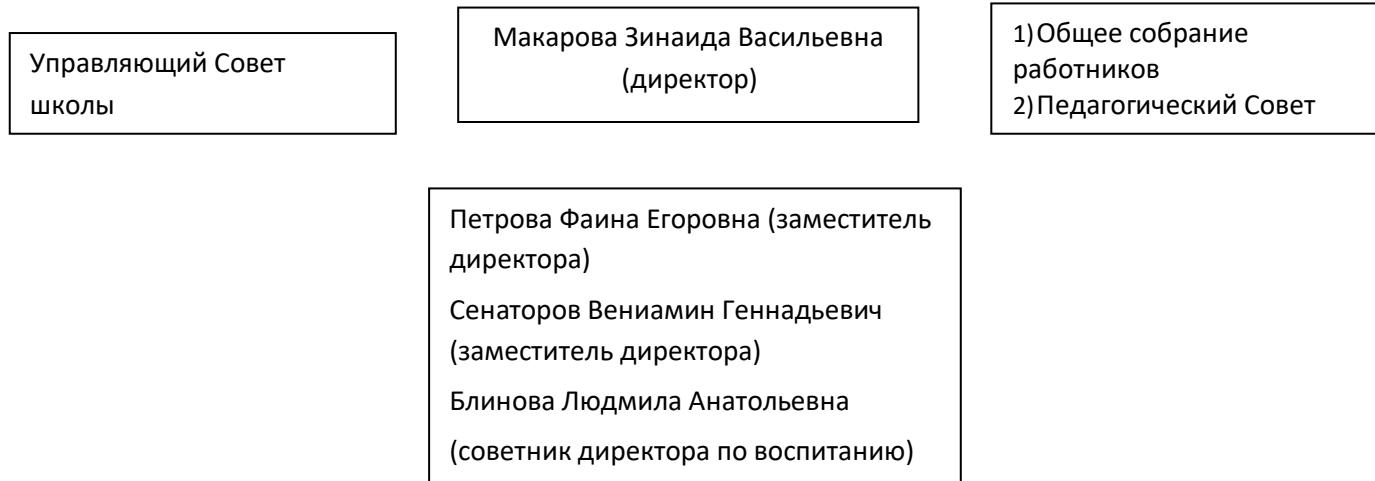 Управляющий Совет
школы
Макарова Зинаида Васильевна
(директор)
1)Общее собрание
работников
2)Педагогический Совет
Петрова Фаина Егоровна (заместитель
директора)
Сенаторов Вениамин Геннадьевич
(заместитель директора)
Блинова Людмила Анатольевна
(советник директора по воспитанию)